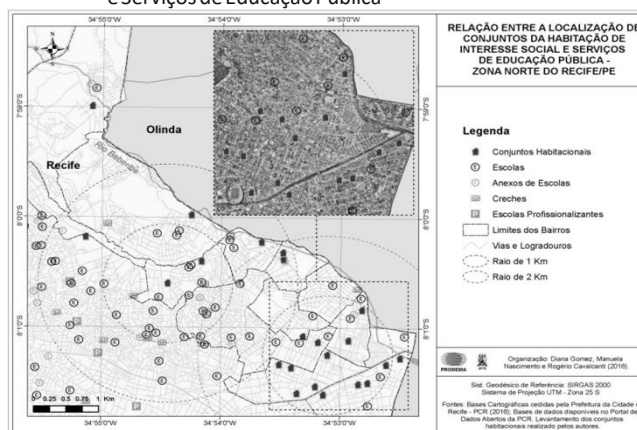 e Serviços de Educação Pública
34°55'0"W
34°54'0"W
34°53'0"W
RELAÇÃO ENTRE A LOCALIZAÇÃO DE
CONJUNTOS DA HABITAÇÃO DE
INTERESSE SOCIAL E SERVIÇOS
DE EDUCAÇÃO PÚBLICA -
ZONA NORTE DO RECIFE/PE
7°59'0"S
7°59'0"S
Olinda
Recife
Rio Beberibe
Legenda
Conjuntos Habitacionais
E Escolas
Anexos de Escolas
Creches
P Escolas Profissionalizantes
Limites dos Bairros
Vias e Logradouros
Raio de 1 Km
Raio de 2 Km
8°0'0"S
8°0'0"S
8°1'0"S
8°1'0"S
PRODEMA
Organização: Diana Gomez, Manuela
Nascimento e Rogério Cavalcanti (2016).
Sist. Geodésico de Referência: SIRGAS 2000
Sistema de Projeção UTM - Zona 25 S
Fontes: Bases Cartográficas cedidas pela Prefeitura da Cidade do
Recife - PCR (2016); Bases de dados disponíveis no Portal de
Dados Abertos da PCR. Levantamento dos conjuntos
habitacionais realizado pelos autores.
0 0.25 0.5 0.75 1 Km
34°55'0"W
34°54'0"W
34°53'0"W